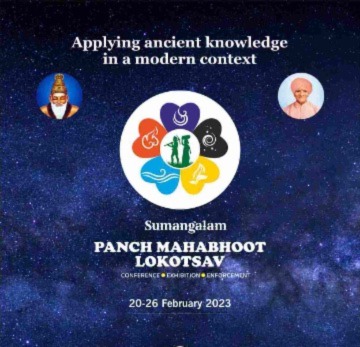 Applying ancient knowledge
in a modern context
Sumangalam
PANCH MAHABHOOT
LOKOTSAV
CONFERENCE • EXHIBITION • ENFORCEMENT
20-26 February 2023